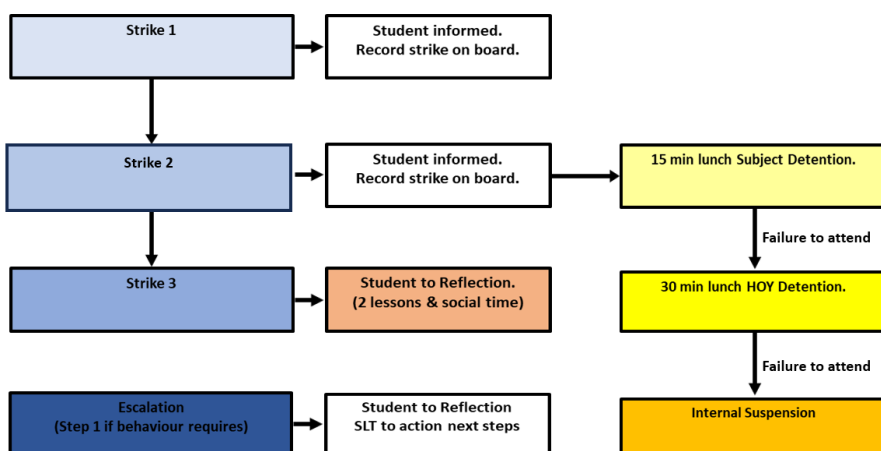 Strike 1
Student informed.
Record strike on board.
Strike 2
Student informed.
Record strike on board.
15 min lunch Subject Detention.
Failure to attend
Strike 3
Student to Reflection.
(2 lessons & social time)
30 min lunch HOY Detention.
Failure to attend
Escalation
(Step 1 if behaviour requires)
Student to Reflection
SLT to action next steps
Internal Suspension